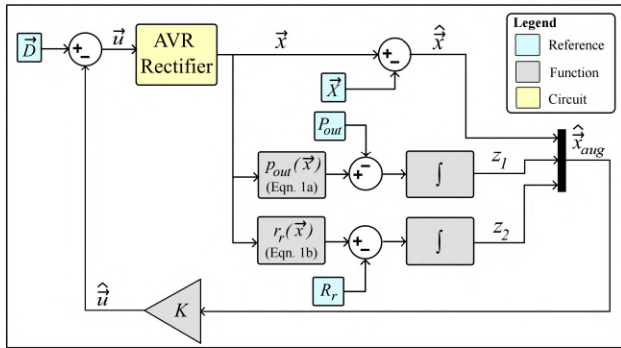 Legend
Reference
Function
Circuit
D⃗
+
−
u⃗
AVR
Rectifier
x⃗
+
−
x̂⃗
X⃗
P_out
p_out(x⃗)
(Eqn. 1a)
+
−
∫
z_1
x̂⃗_aug
r_r(x⃗)
(Eqn. 1b)
+
−
∫
z_2
R_r
û⃗
K